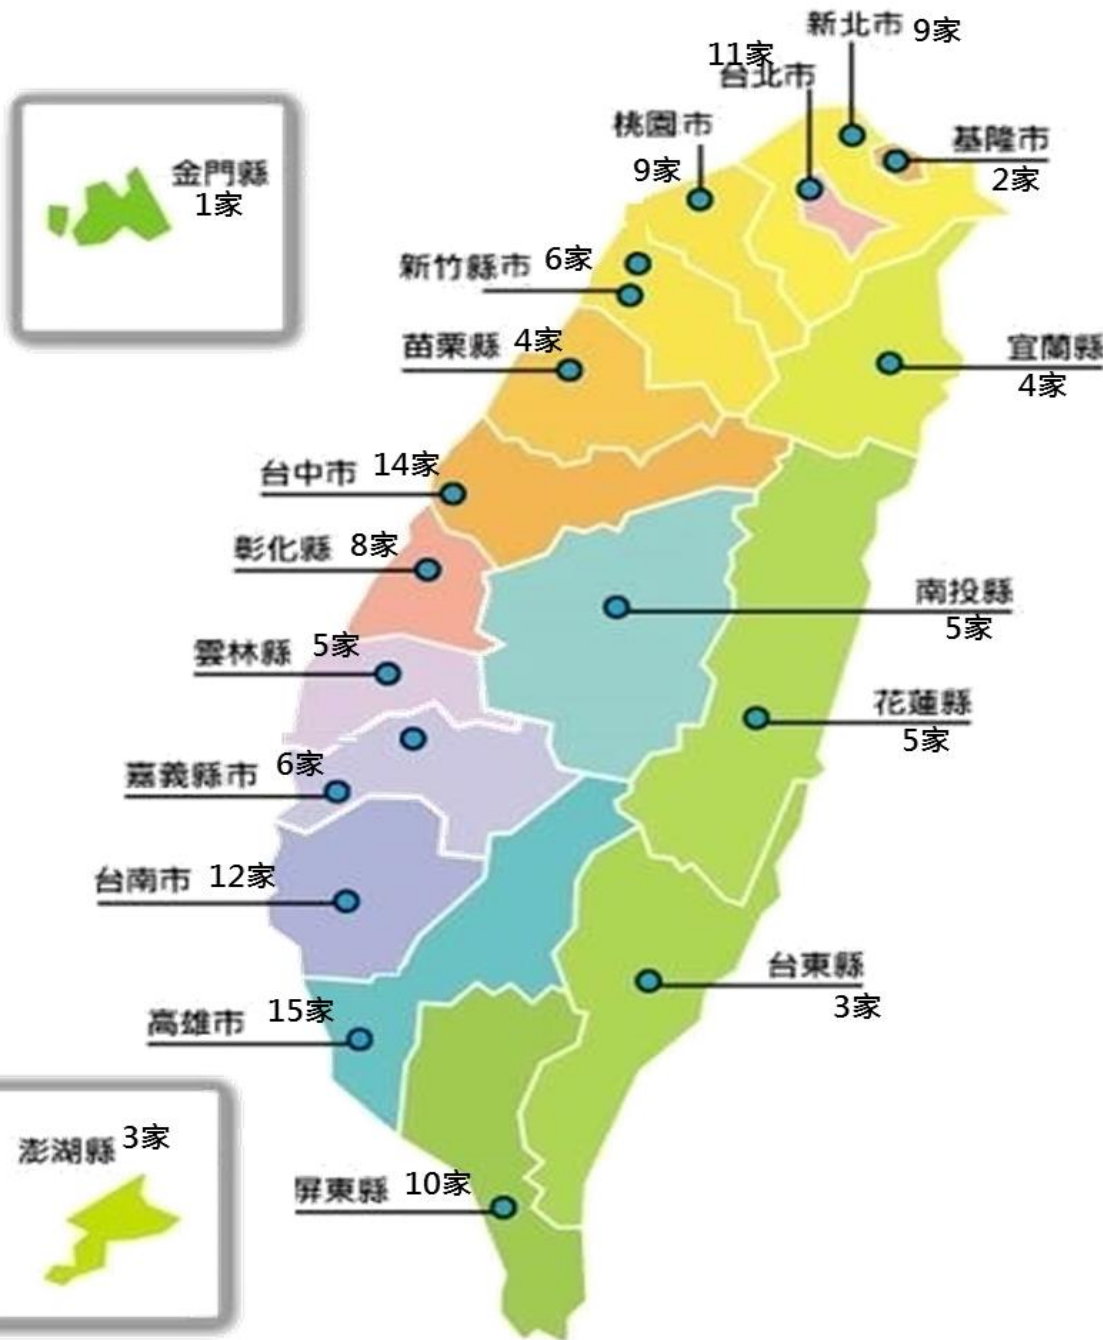 新北市 9家
11家
台北市
桃園市
9家
基隆市
2家
金門縣
1家
新竹縣市 6家
苗栗縣 4家
宜蘭縣
4家
台中市 14家
彰化縣 8家
南投縣
5家
雲林縣 5家
花蓮縣
5家
嘉義縣市 6家
台南市 12家
台東縣
3家
高雄市 15家
澎湖縣 3家
屏東縣 10家